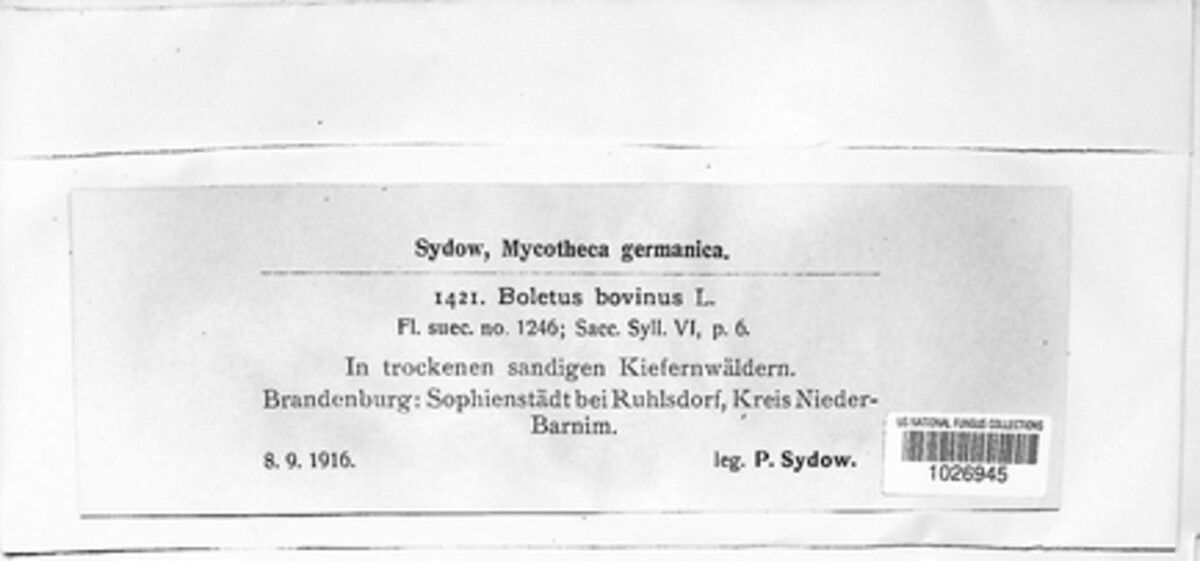 Sydow, Mycotheca germanica.
1421. Boletus bovinus L.
Fl. suec. no. 1246; Sacc. Syll. VI, p. 6.
In trockenen sandigen Kiefernwäldern.
Brandenburg: Sophienstädt bei Ruhlsdorf, Kreis Nieder-
Barnim.
8. 9. 1916.
leg. P. Sydow.
US NATIONAL FUNGUS COLLECTIONS
1026945